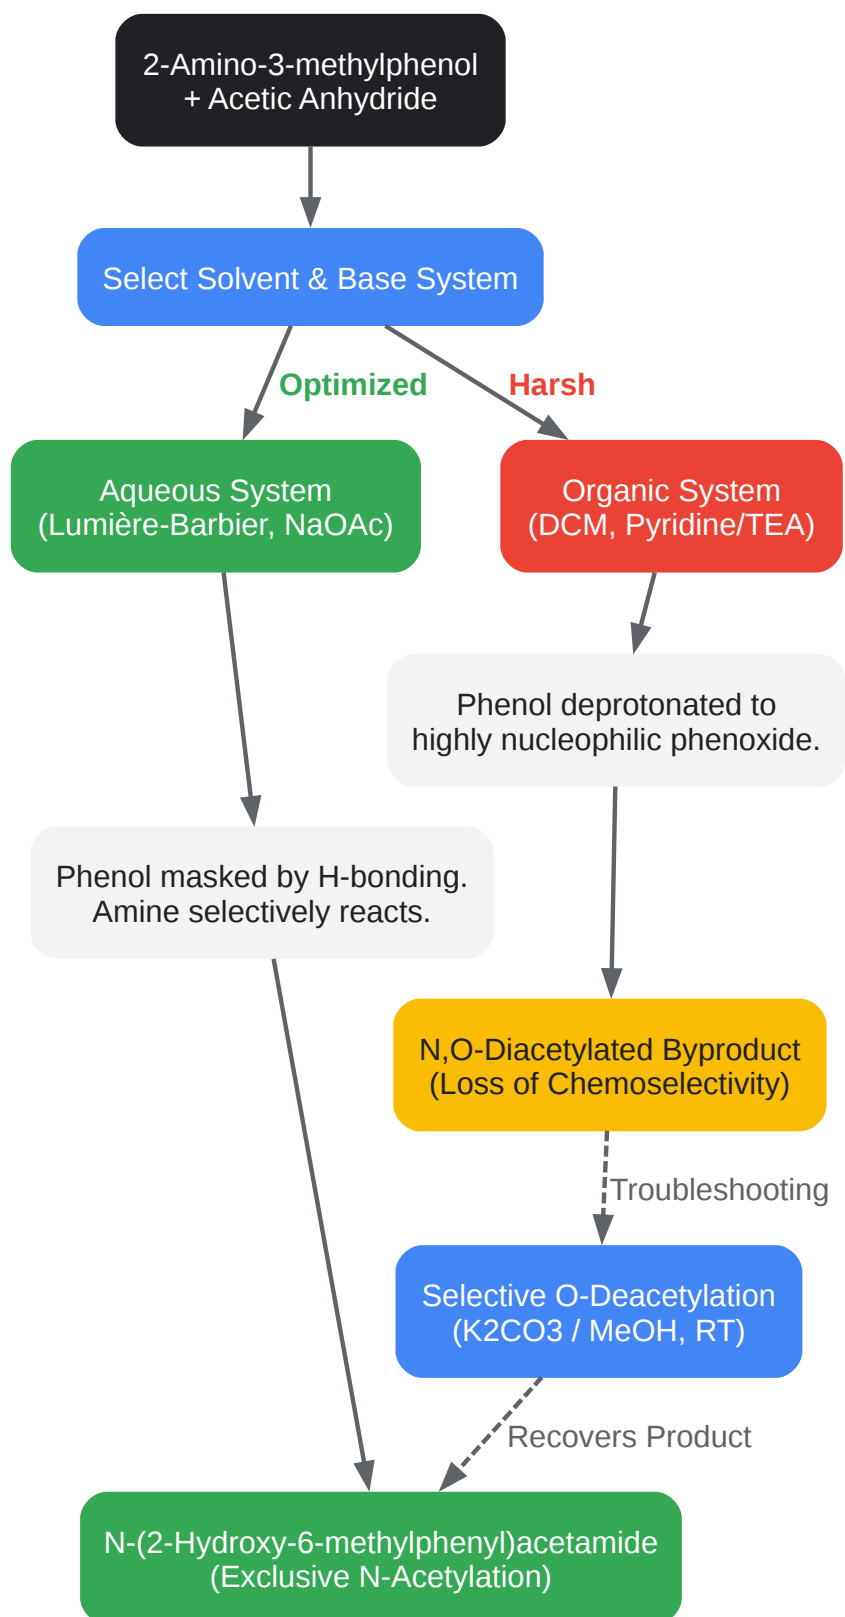 2-Amino-3-methylphenol
+ Acetic Anhydride
Select Solvent & Base System
Optimized
Harsh
Aqueous System
(Lumière-Barbier, NaOAc)
Organic System
(DCM, Pyridine/TEA)
Phenol deprotonated to
highly nucleophilic phenoxide.
Phenol masked by H-bonding.
Amine selectively reacts.
N,O-Diacetylated Byproduct
(Loss of Chemoselectivity)
Troubleshooting
Selective O-Deacetylation
(K2CO3 / MeOH, RT)
Recovers Product
N-(2-Hydroxy-6-methylphenyl)acetamide
(Exclusive N-Acetylation)